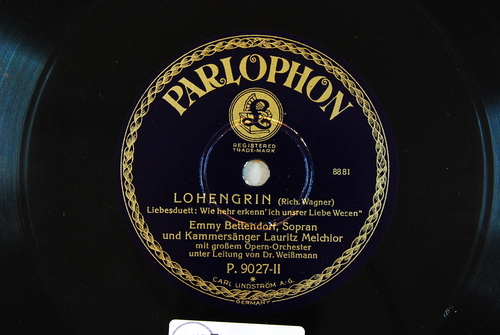 PARLOPHON
£
REGISTERED
TRADE-MARK
8881
LOHENGRIN (Rich. Wagner)
Liebesduett: Wie hehr erkenn' ich unsrer Liebe Wesen"
Emmy Bettendorf, Sopran
und Kammersänger Lauritz Melchior
mit großem Opern-Orchester
unter Leitung von Dr. Weißmann
P. 9027-II
CARL LINDSTRÖM A.-G.
GERMANY